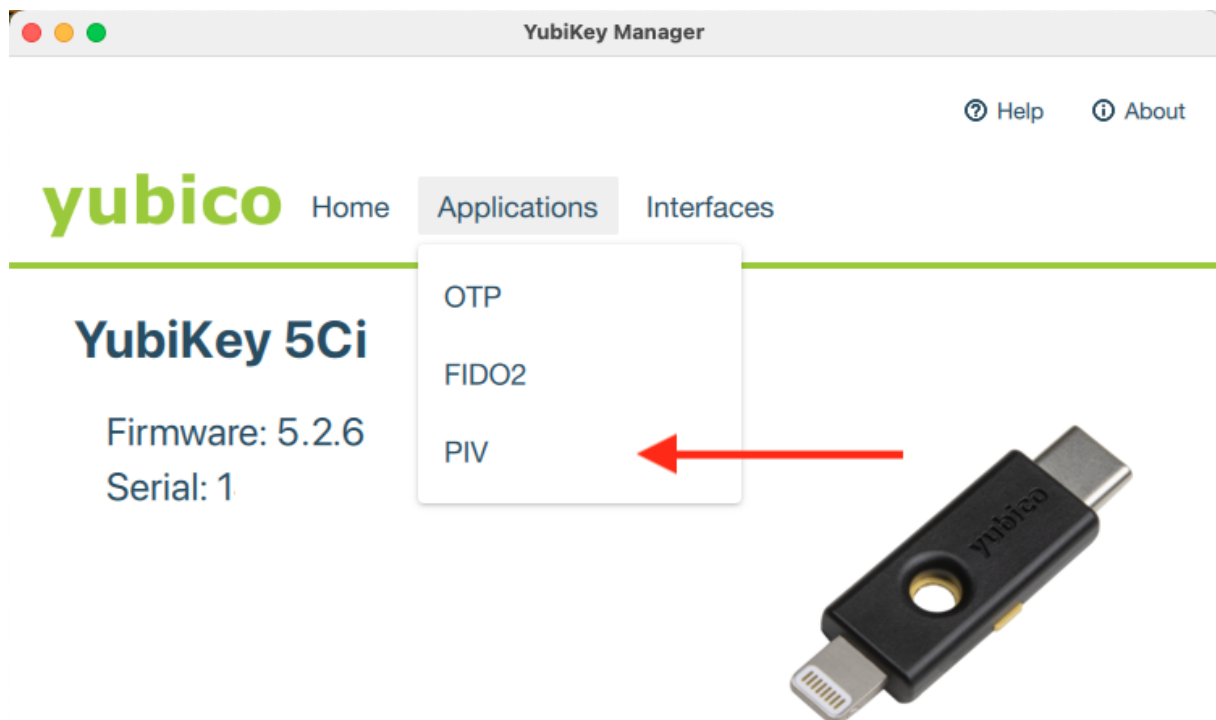 YubiKey Manager
Help About
yubico Home Applications Interfaces
OTP
YubiKey 5Ci
FIDO2
Firmware: 5.2.6
PIV
Serial: 1
yubico